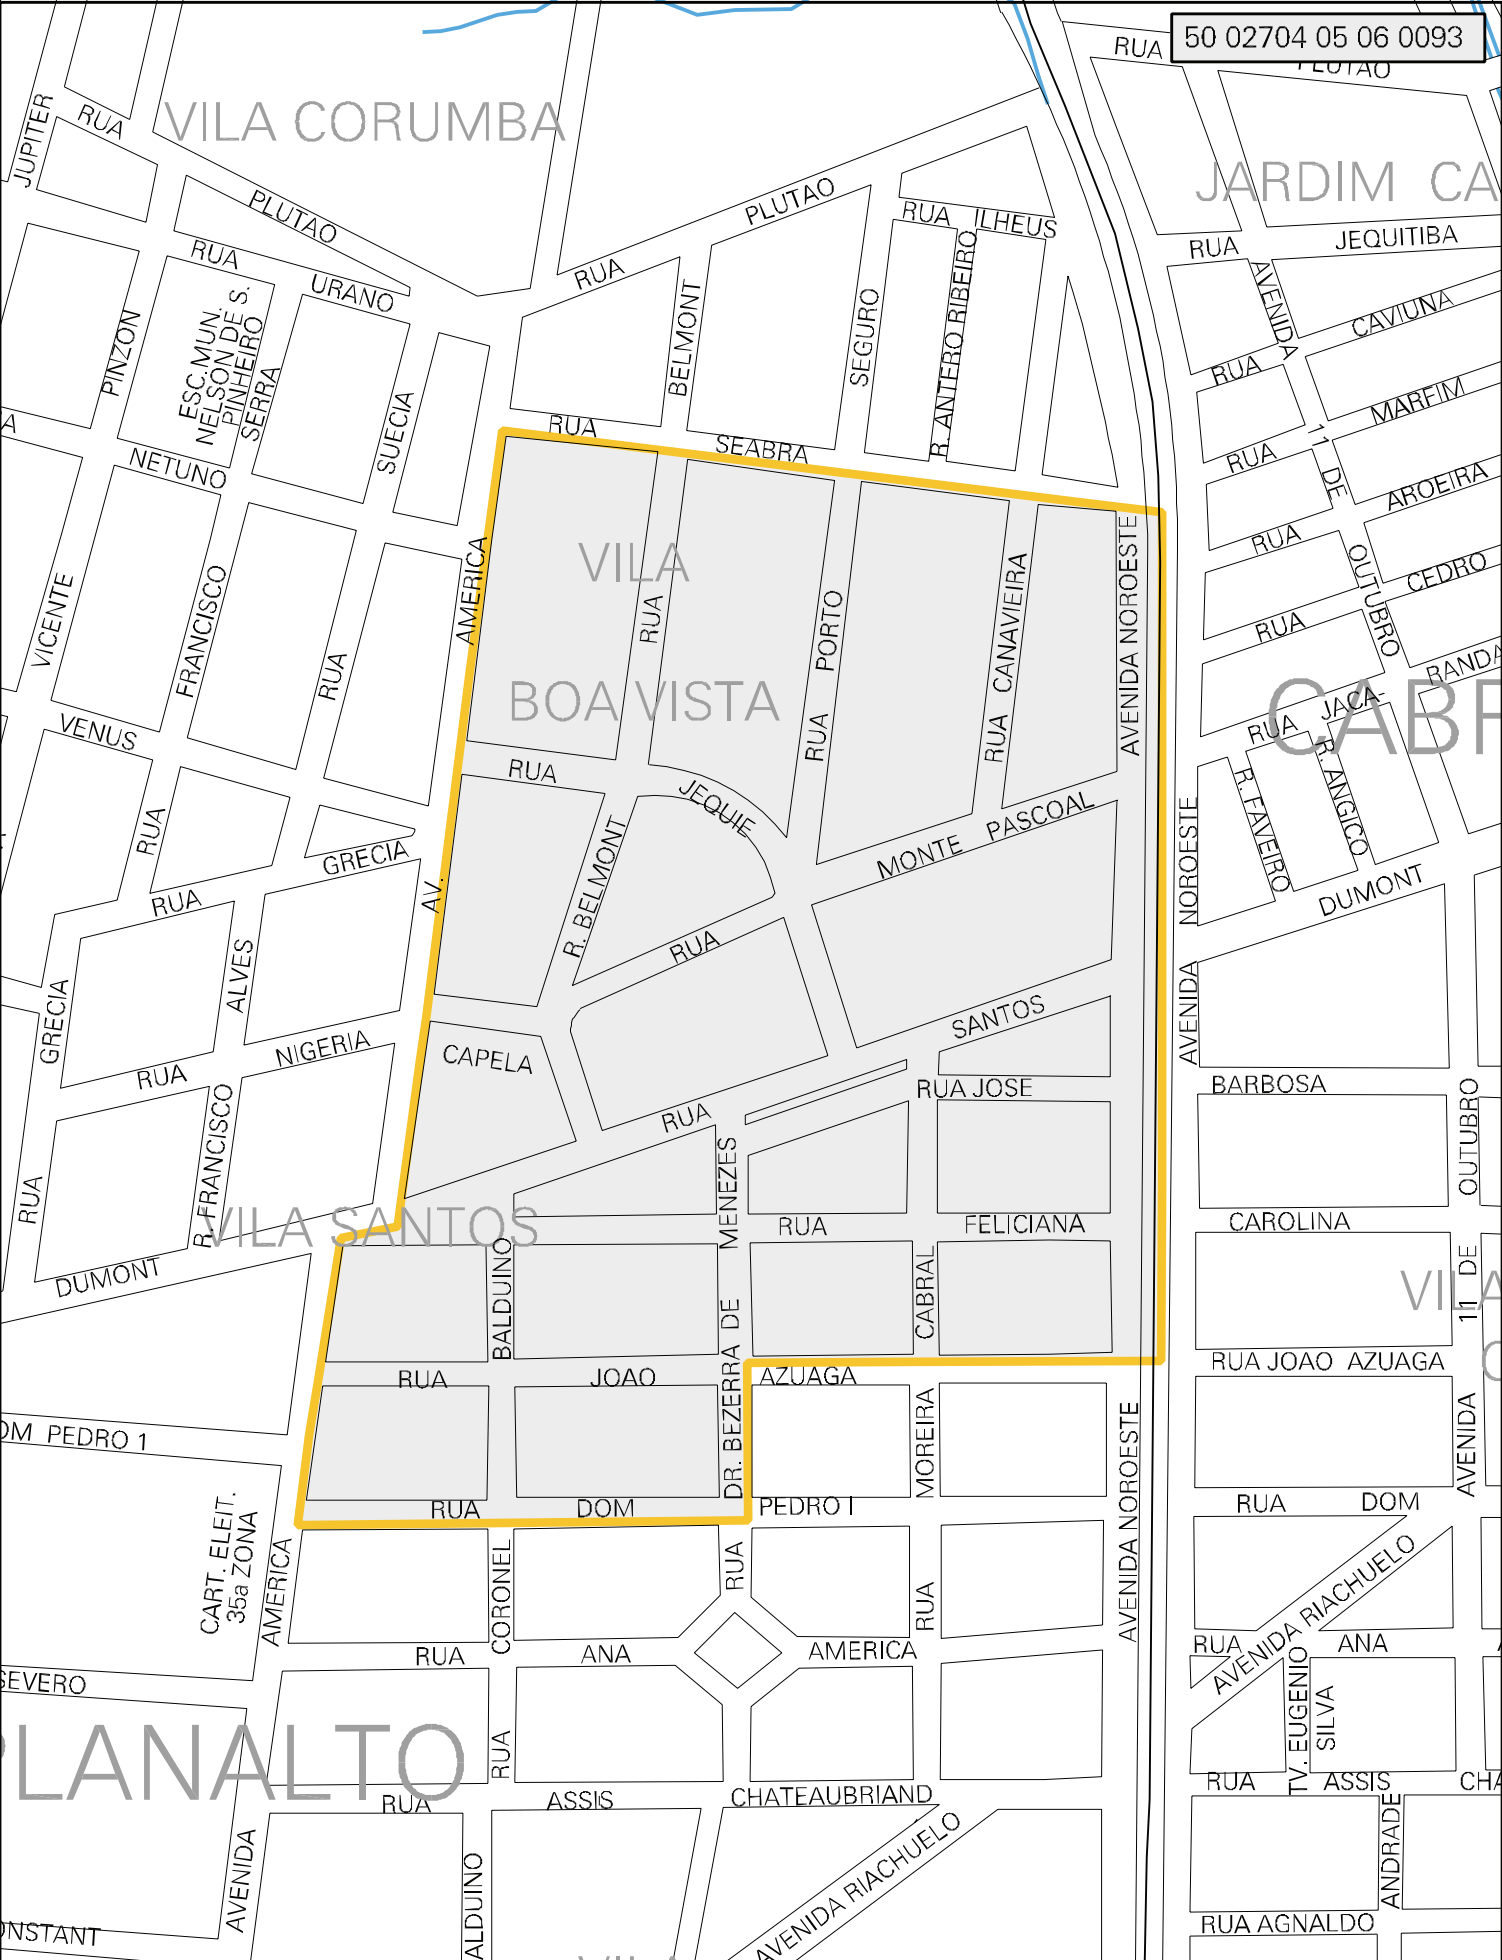 50 02704 05 06 0093
RUA
PLUTAO
VILA CORUMBA
JARDIM CA
JUPITER
RUA
PLUTAO
PLUTAO
RUA
RUA ILHEUS
RUA
JEQUITIBA
RUA
URANO
R. ANTERO RIBEIRO
AVENIDA
CAVIUNA
ESC. MUN.
NELSON DE S.
PINHEIRO
PINZON
SERRA
SUECIA
BELMONT
SEGURO
RUA
MARFIM
NETUNO
RUA
SEABRA
RUA
11 DE
AROEIRA
RUA
OUTUBRO
CEDRO
VILA
BOA VISTA
AMERICA
RUA
RUA PORTO
RUA CANAVIEIRA
AVENIDA NOROESTE
RUA
RANDA
VICENTE
FRANCISCO
RUA
VENUS
RUA JACA-
CABR
R. FAVEIRO
R. ANGICO
RUA
JEQUIE
RUA
GRECIA
MONTE PASCOAL
AV.
R. BELMONT
RUA
DUMONT
AVENIDA NOROESTE
RUA
ALVES
GRECIA
SANTOS
NIGERIA
RUA
CAPELA
RUA
RUA JOSE
BARBOSA
R. FRANCISCO
RUA
VILA SANTOS
DUMONT
RUA
FELICIANA
CAROLINA
OUTUBRO
11 DE
AVENIDA
VILA
BALDUINO
DR. BEZERRA DE MENEZES
CABRAL
RUA
JOAO
AZUAGA
RUA JOAO AZUAGA
OM PEDRO 1
MOREIRA
AVENIDA NOROESTE
RUA
DOM
PEDRO I
RUA
DOM
CART. ELEIT.
35a ZONA
AMERICA
CORONEL
RUA
RUA
AVENIDA RIACHUELO
RUA
ANA
AMERICA
RUA
ANA
SEVERO
TV. EUGENIO
SILVA
PLANALTO
RUA
RUA
ASSIS
CHATEAUBRIAND
RUA
ASSIS
CHA
AVENIDA
ALDUINO
AVENIDA RIACHUELO
ANDRADE
RUA AGNALDO
ONSTANT